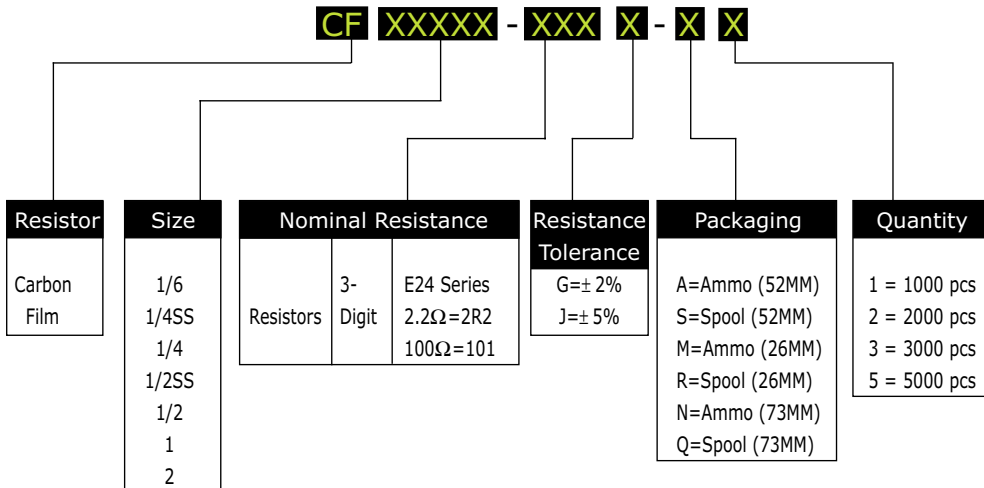 CF XXXXX - XXX X - X X
Resistor
Carbon
Film
Size
1/6
1/4SS
1/4
1/2SS
1/2
1
2
Nominal Resistance
Resistors
3-
Digit
E24 Series
2.2Ω=2R2
100Ω=101
Resistance
Tolerance
G=± 2%
J=± 5%
Packaging
A=Ammo (52MM)
S=Spool (52MM)
M=Ammo (26MM)
R=Spool (26MM)
N=Ammo (73MM)
Q=Spool (73MM)
Quantity
1 = 1000 pcs
2 = 2000 pcs
3 = 3000 pcs
5 = 5000 pcs